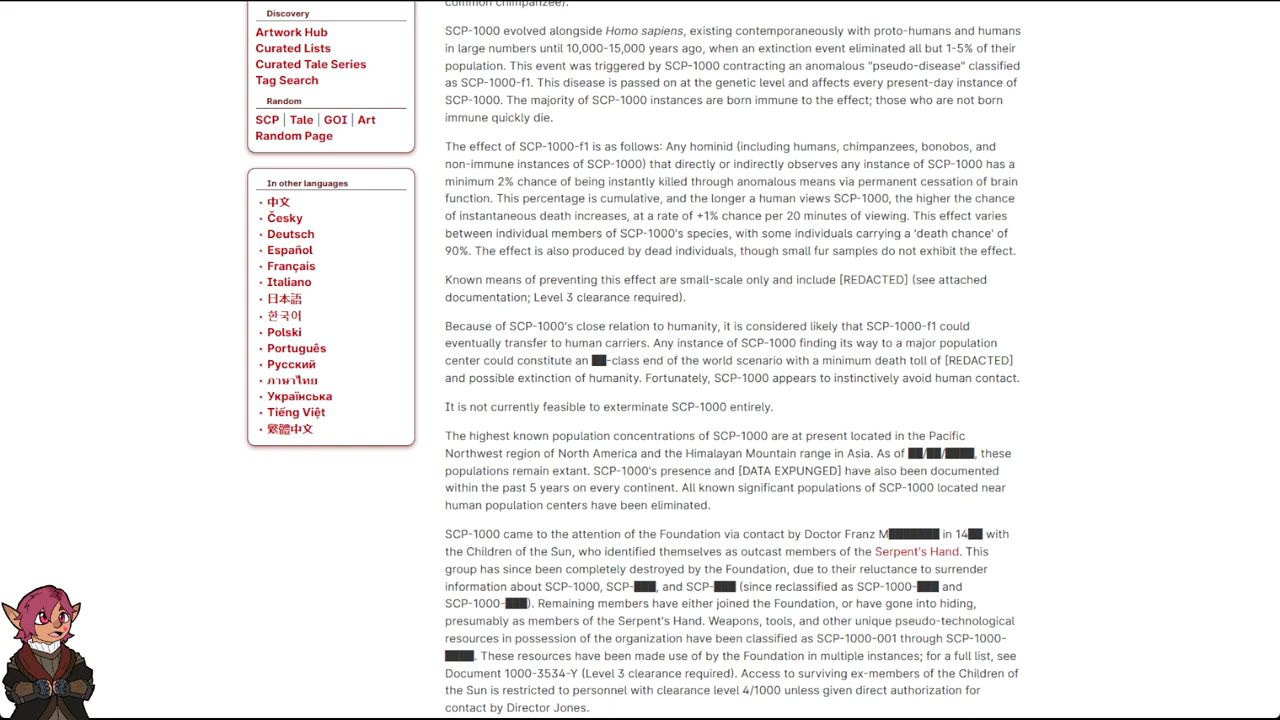 Discovery
Artwork Hub
Curated Lists
Curated Tale Series
Tag Search
Random
SCP | Tale | GOI | Art
Random Page
In other languages
中文
Česky
Deutsch
Español
Français
Italiano
日本語
한국어
Polski
Português
Русский
ภาษาไทย
Українська
Tiếng Việt
繁體中文
common chimpanzee).
SCP-1000 evolved alongside Homo sapiens, existing contemporaneously with proto-humans and humans
in large numbers until 10,000-15,000 years ago, when an extinction event eliminated all but 1-5% of their
population. This event was triggered by SCP-1000 contracting an anomalous "pseudo-disease" classified
as SCP-1000-f1. This disease is passed on at the genetic level and affects every present-day instance of
SCP-1000. The majority of SCP-1000 instances are born immune to the effect; those who are not born
immune quickly die.
The effect of SCP-1000-f1 is as follows: Any hominid (including humans, chimpanzees, bonobos, and
non-immune instances of SCP-1000) that directly or indirectly observes any instance of SCP-1000 has a
minimum 2% chance of being instantly killed through anomalous means via permanent cessation of brain
function. This percentage is cumulative, and the longer a human views SCP-1000, the higher the chance
of instantaneous death increases, at a rate of +1% chance per 20 minutes of viewing. This effect varies
between individual members of SCP-1000's species, with some individuals carrying a 'death chance' of
90%. The effect is also produced by dead individuals, though small fur samples do not exhibit the effect.
Known means of preventing this effect are small-scale only and include [REDACTED] (see attached
documentation; Level 3 clearance required).
Because of SCP-1000's close relation to humanity, it is considered likely that SCP-1000-f1 could
eventually transfer to human carriers. Any instance of SCP-1000 finding its way to a major population
center could constitute an ██-class end of the world scenario with a minimum death toll of [REDACTED]
and possible extinction of humanity. Fortunately, SCP-1000 appears to instinctively avoid human contact.
It is not currently feasible to exterminate SCP-1000 entirely.
The highest known population concentrations of SCP-1000 are at present located in the Pacific
Northwest region of North America and the Himalayan Mountain range in Asia. As of ██/██/████, these
populations remain extant. SCP-1000's presence and [DATA EXPUNGED] have also been documented
within the past 5 years on every continent. All known significant populations of SCP-1000 located near
human population centers have been eliminated.
SCP-1000 came to the attention of the Foundation via contact by Doctor Franz M███████ in 14██ with
the Children of the Sun, who identified themselves as outcast members of the Serpent's Hand. This
group has since been completely destroyed by the Foundation, due to their reluctance to surrender
information about SCP-1000, SCP-███, and SCP-███ (since reclassified as SCP-1000-███ and
SCP-1000-███). Remaining members have either joined the Foundation, or have gone into hiding,
presumably as members of the Serpent's Hand. Weapons, tools, and other unique pseudo-technological
resources in possession of the organization have been classified as SCP-1000-001 through SCP-1000-
████. These resources have been made use of by the Foundation in multiple instances; for a full list, see
Document 1000-3534-Y (Level 3 clearance required). Access to surviving ex-members of the Children of
the Sun is restricted to personnel with clearance level 4/1000 unless given direct authorization for
contact by Director Jones.